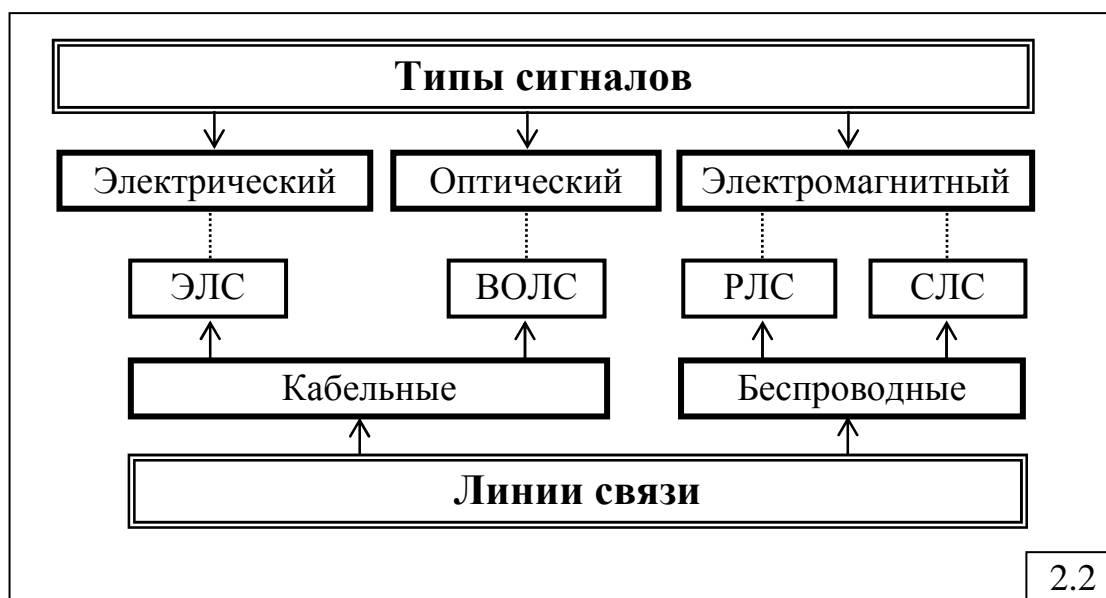 Типы сигналов
Электрический Оптический Электромагнитный
ЭЛС ВОЛС РЛС СЛС
Кабельные Беспроводные
Линии связи
2.2